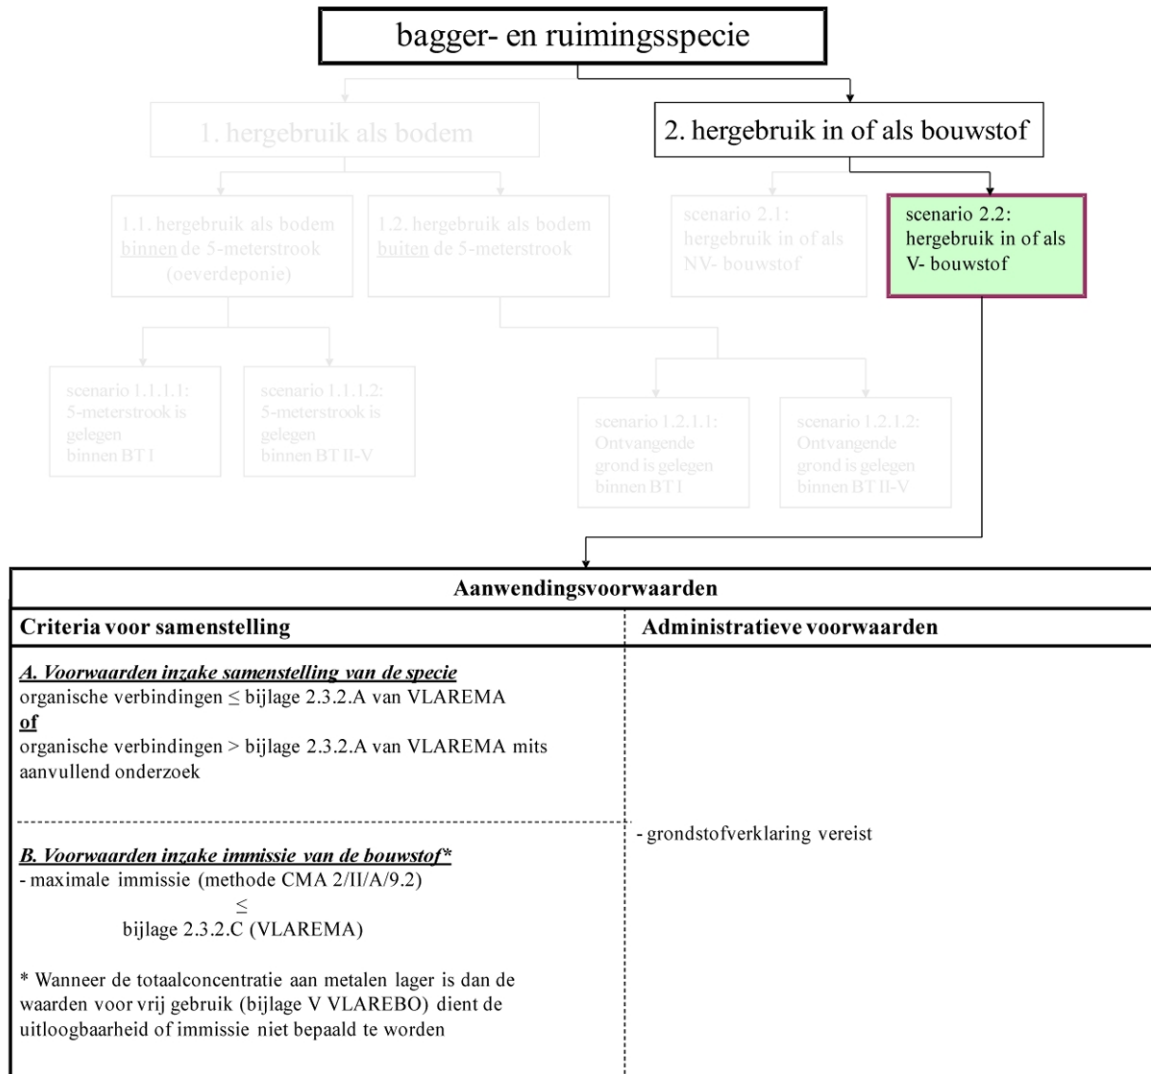 bagger- en ruimingsspecie
1. hergebruik als bodem
2. hergebruik in of als bouwstof
1.1. hergebruik als bodem
binnen de 5-meterstrook
(oeverdeponie)
1.2. hergebruik als bodem
buiten de 5-meterstrook
scenario 2.1:
hergebruik in of als
NV- bouwstof
scenario 2.2:
hergebruik in of als
V- bouwstof
scenario 1.1.1.1:
5-meterstrook is
gelegen
binnen BT I
scenario 1.1.1.2:
5-meterstrook is
gelegen
binnen BT II-V
scenario 1.2.1.1:
Ontvangende
grond is gelegen
binnen BT I
scenario 1.2.1.2:
Ontvangende
grond is gelegen
binnen BT II-V
Aanwendingsvoorwaarden
Criteria voor samenstelling
Administratieve voorwaarden
A. Voorwaarden inzake samenstelling van de specie
organische verbindingen ≤ bijlage 2.3.2.A van VLAREMA
of
organische verbindingen > bijlage 2.3.2.A van VLAREMA mits
aanvullend onderzoek
B. Voorwaarden inzake immissie van de bouwstof*
- maximale immissie (methode CMA 2/II/A/9.2)
≤
bijlage 2.3.2.C (VLAREMA)
* Wanneer de totaalconcentratie aan metalen lager is dan de
waarden voor vrij gebruik (bijlage V VLAREBO) dient de
uitloogbaarheid of immissie niet bepaald te worden
- grondstofverklaring vereist